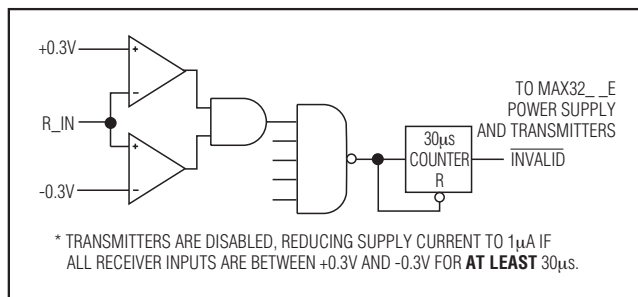 +0.3V
R_IN
-0.3V
+
-
+
-
30µs
COUNTER
R
TO MAX32_ _E
POWER SUPPLY
AND TRANSMITTERS
INVALID
* TRANSMITTERS ARE DISABLED, REDUCING SUPPLY CURRENT TO 1µA IF
ALL RECEIVER INPUTS ARE BETWEEN +0.3V AND -0.3V FOR AT LEAST 30µs.